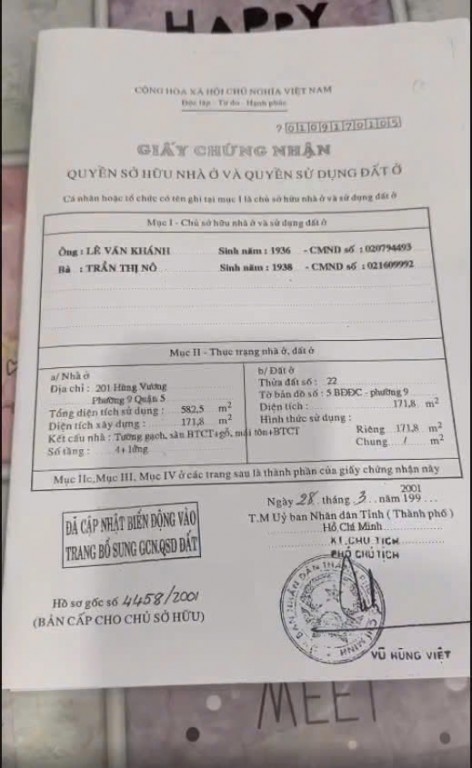 HAPPY
CỘNG HÒA XÃ HỘI CHỦ NGHĨA VIỆT NAM
Độc lập - Tự do - Hạnh phúc
? 0109170105
GIẤY CHỨNG NHẬN
QUYỀN SỞ HỮU NHÀ Ở VÀ QUYỀN SỬ DỤNG ĐẤT Ở
Cá nhân hoặc tổ chức có tên ghi tại mục I là chủ sở hữu nhà ở và sử dụng đất ở
Mục I - Chủ sở hữu nhà ở và sử dụng đất ở
Ông : LÊ VĂN KHÁNH Sinh năm : 1936 - CMND số : 020794493
Bà : TRẦN THỊ NÔ Sinh năm : 1938 - CMND số : 021609992
Mục II - Thực trạng nhà ở, đất ở
a/ Nhà ở
Địa chỉ : 201 Hùng Vương
Phường 9 Quận 5
Tổng diện tích sử dụng : 582,5 m²
Diện tích xây dựng : 171,8 m²
Kết cấu nhà : Tường gạch, sàn BTCT+gỗ, mái tôn+BTCT
Số tầng : 4+lửng
b/ Đất ở
Thửa đất số : 22
Tờ bản đồ số : 5 BĐĐC - phường 9
Diện tích : 171,8 m²
Hình thức sử dụng :
Riêng 171,8 m²
Chung / m²
Mục IIc, Mục III, Mục IV ở các trang sau là thành phần của giấy chứng nhận này
2001
Ngày 28 tháng 3 năm 199...
T.M Uỷ ban Nhân dân Tỉnh ( Thành phố )
Hồ Chí Minh
KT.CHỦ TỊCH
PHÓ CHỦ TỊCH
ĐÃ CẬP NHẬT BIẾN ĐỘNG VÀO
TRANG BỔ SUNG GCN.QSD ĐẤT
Hồ sơ gốc số 4458/2001
(BẢN CẤP CHO CHỦ SỞ HỮU)
VŨ HÙNG VIỆT
MEET